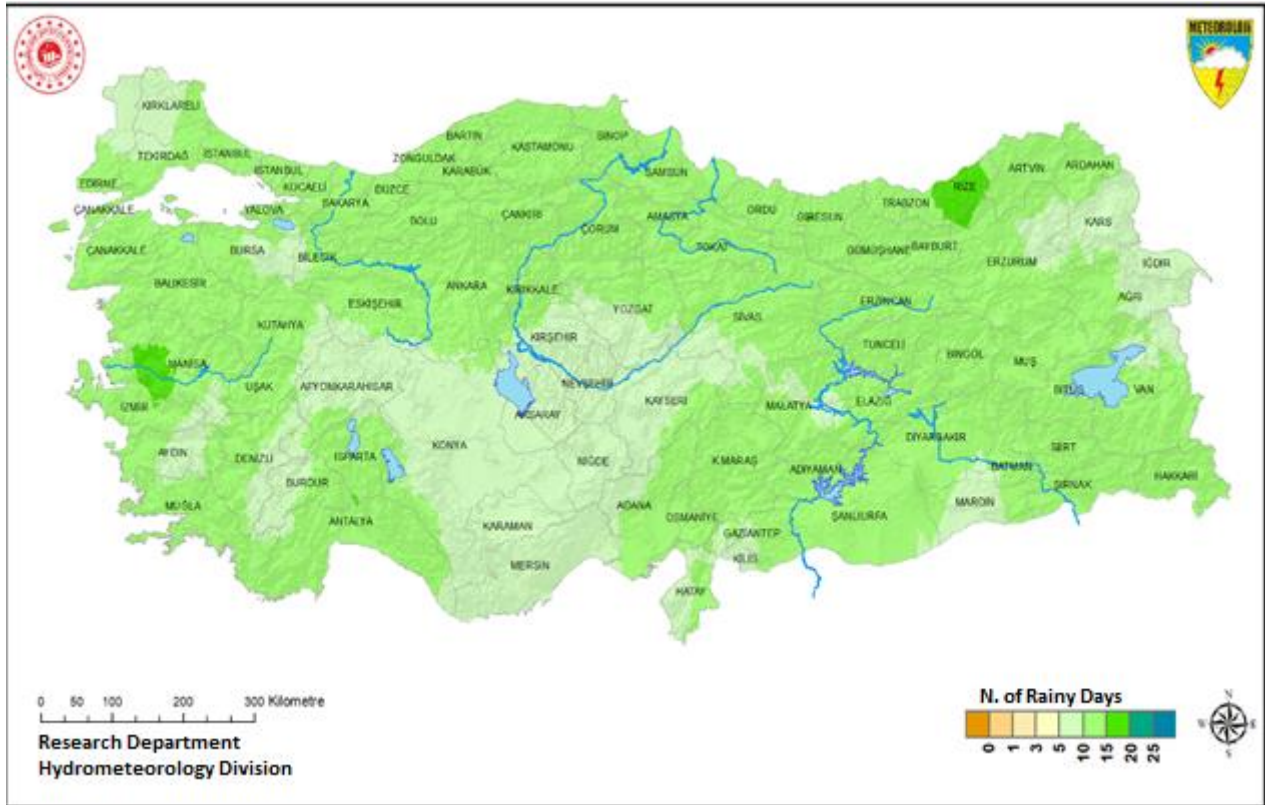 METEOROLOJİ
KIRKLARELİ
TEKİRDAĞ
İSTANBUL
İSTANBUL
EDİRNE
KOCAELİ
ÇANAKKALE
YALOVA
SAKARYA
DÜZCE
ZONGULDAK
BARTIN
KARABÜK
KASTAMONU
SİNOP
SAMSUN
BOLU
ÇANKIRI
ÇORUM
AMASYA
TOKAT
ORDU
GİRESUN
TRABZON
RİZE
ARTVİN
ARDAHAN
KARS
GÜMÜŞHANE
BAYBURT
ERZURUM
IĞDIR
AĞRI
ÇANAKKALE
BURSA
BİLECİK
BALIKESİR
ESKİŞEHİR
ANKARA
KIRIKKALE
YOZGAT
SİVAS
ERZİNCAN
KÜTAHYA
KIRŞEHİR
TUNCELİ
BİNGÖL
MUŞ
BİTLİS
VAN
MANİSA
UŞAK
AFYONKARAHİSAR
NEVŞEHİR
AKSARAY
KAYSERİ
MALATYA
ELAZIĞ
İZMİR
DİYARBAKIR
SİİRT
AYDIN
DENİZLİ
ISPARTA
KONYA
NİĞDE
K.MARAŞ
ADIYAMAN
BATMAN
ŞIRNAK
HAKKARİ
BURDUR
MUĞLA
ANTALYA
KARAMAN
ADANA
OSMANİYE
GAZİANTEP
ŞANLIURFA
MARDİN
KİLİS
MERSİN
HATAY
0 50 100 200 300 Kilometre
Research Department
Hydrometeorology Division
N. of Rainy Days
0 1 3 5 10 15 20 25
N
W E
S